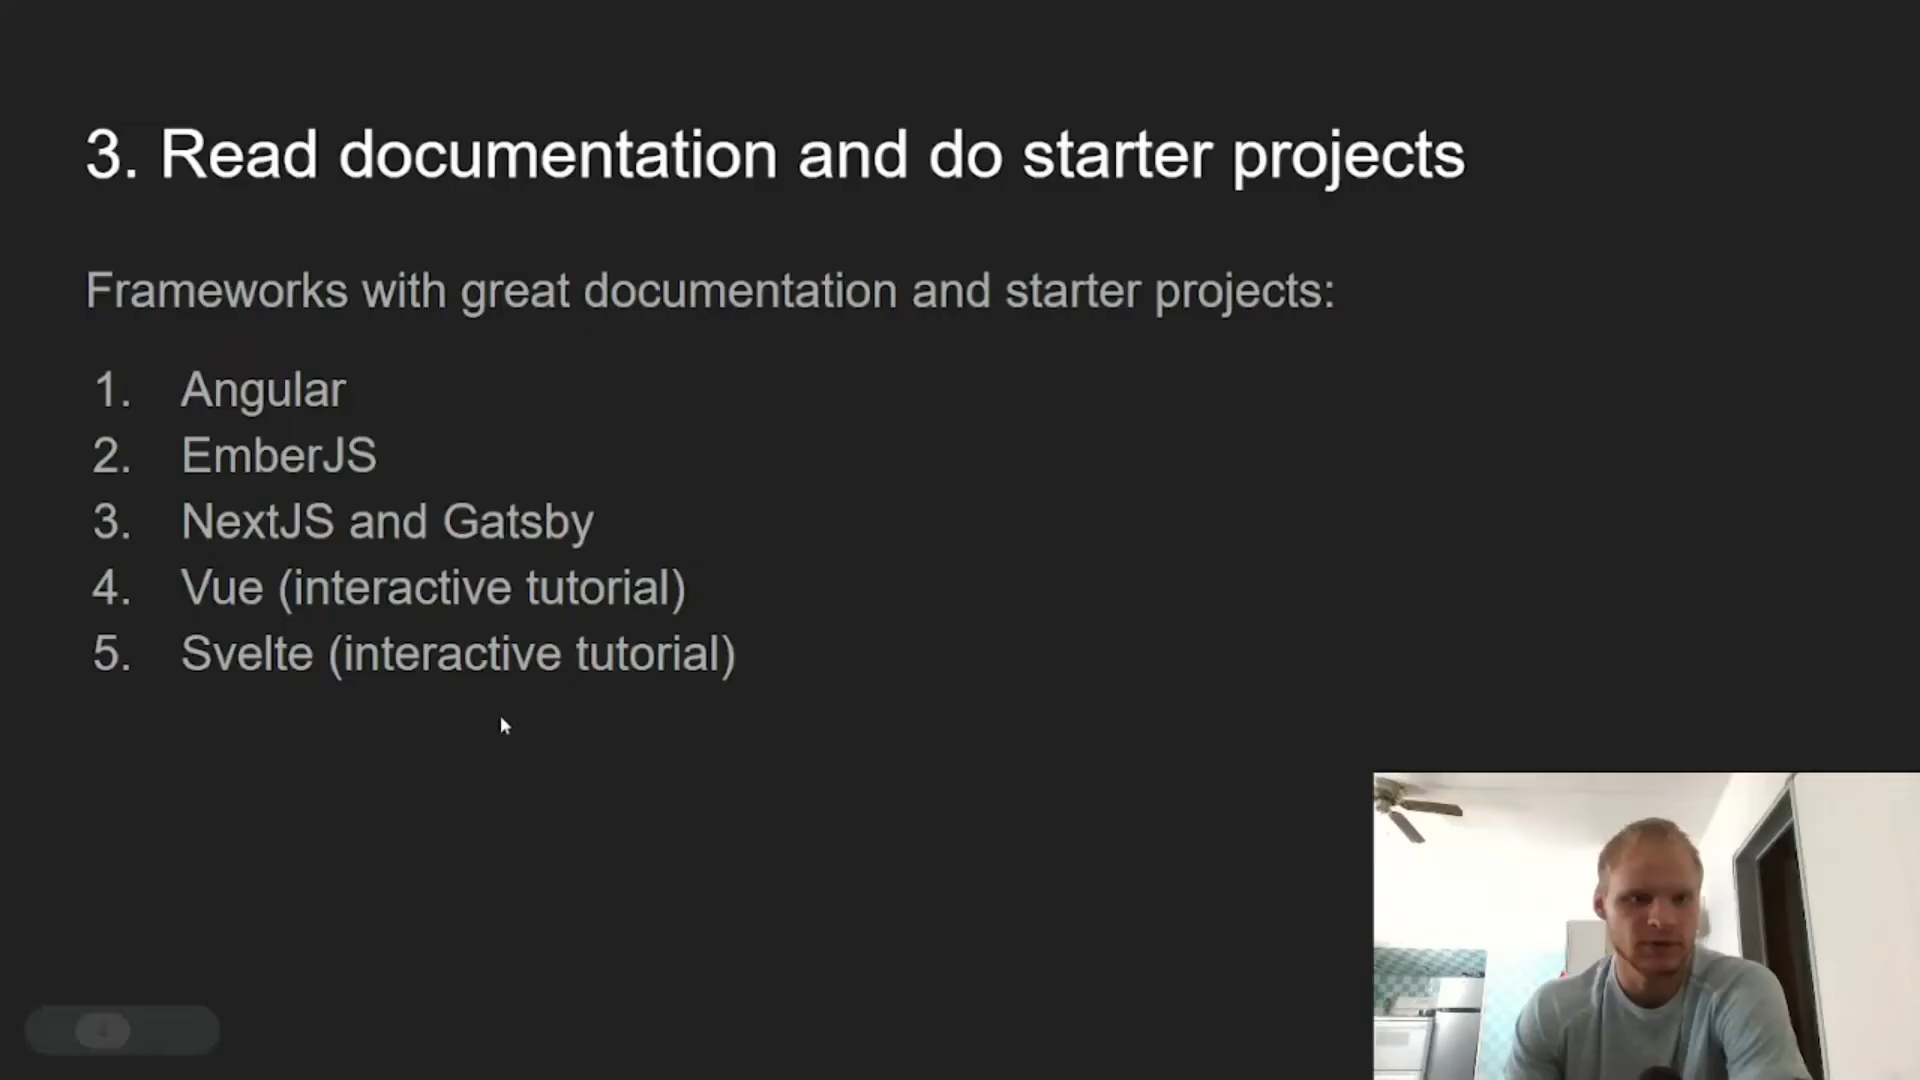 3. Read documentation and do starter projects
Frameworks with great documentation and starter projects:
1. Angular
2. EmberJS
3. NextJS and Gatsby
4. Vue (interactive tutorial)
5. Svelte (interactive tutorial)